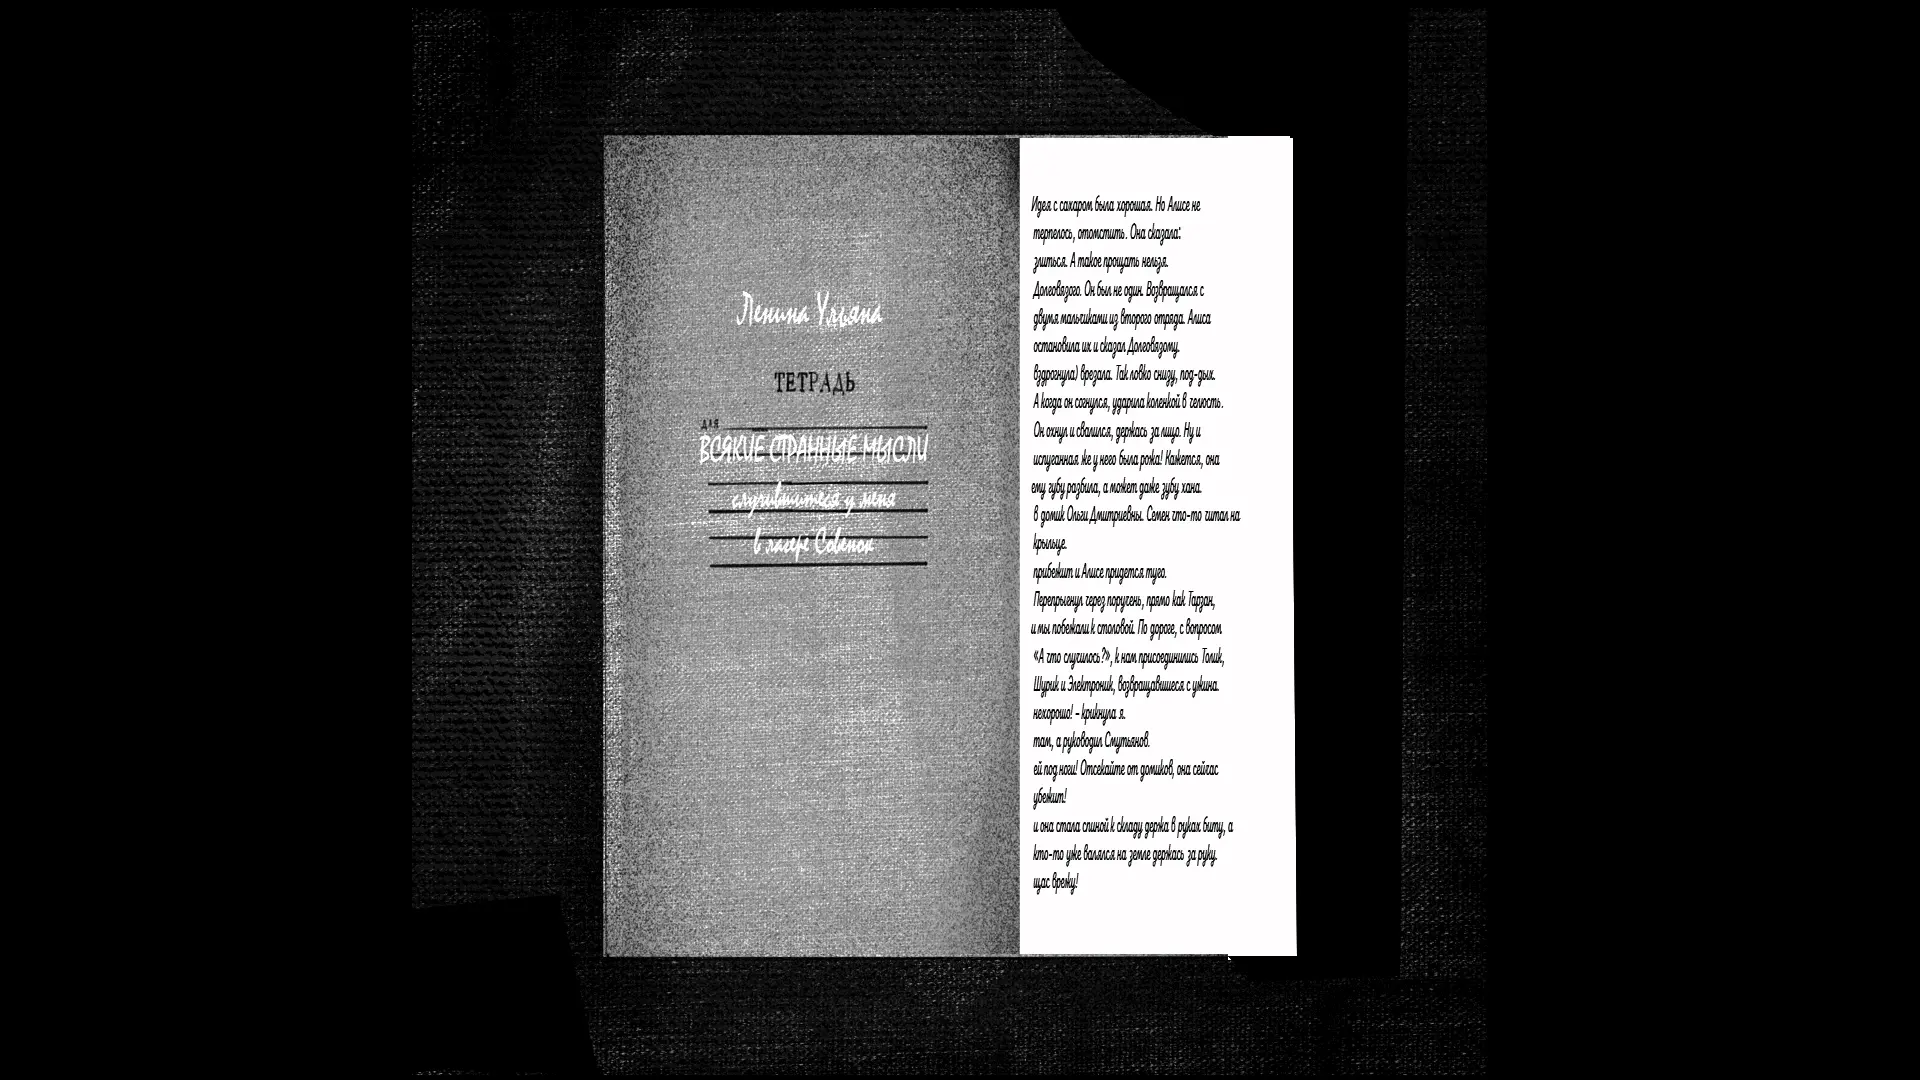 Ленина Ульяна
ТЕТРАДЬ
для
ВСЯКИЕ СТРАННЫЕ МЫСЛИ
случившитеся у меня
в лагере Совенок
Идея с сахаром была хорошая. Но Алисе не
терпелось, отомстить. Она сказала:
злиться. А такое прощать нельзя.
Долговязого. Он был не один. Возвращался с
двумя мальчиками из второго отряда. Алиса
остановила их и сказал Долговязому.
вздрогнула) врезала. Так ловко снизу, под-дых.
А когда он согнулся, ударила коленкой в челюсть.
Он охнул и свалился, держась за лицо. Ну и
испуганная же у него была рожа! Кажется, она
ему губу разбила, а может даже зубу хана.
в домик Ольги Дмитриевны. Семен что-то читал на
крыльце.
прибежит и Алисе придется туго.
Перепрыгнул через поручень, прямо как Тарзан,
и мы побежали к столовой. По дороге, с вопросом
«А что случилось?», к нам присоединились Толик,
Шурик и Электроник, возвращавшиеся с ужина.
нехорошо! – крикнула я.
там, а руководил Смутьянов.
ей под ноги! Отсекайте от домиков, она сейчас
убежит!
и она стала спиной к складу держа в руках биту, а
кто-то уже валялся на земле держась за руку.
щас врежу!